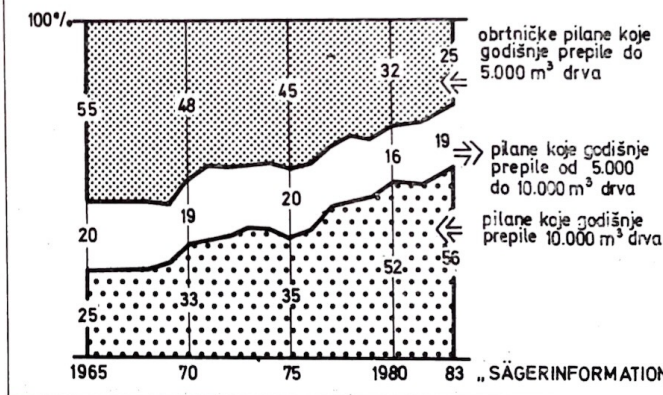 100%
obrtničke pilane koje
godišnje prepile do
5.000 m³ drva
25
32
45
48
55
19
16
20
19
20
pilane koje godišnje
prepile od 5.000
do 10.000 m³ drva
pilane koje godišnje
prepile 10.000 m³ drva
56
52
35
33
25
1965 70 75 1980 83 „SÄGERINFORMATION